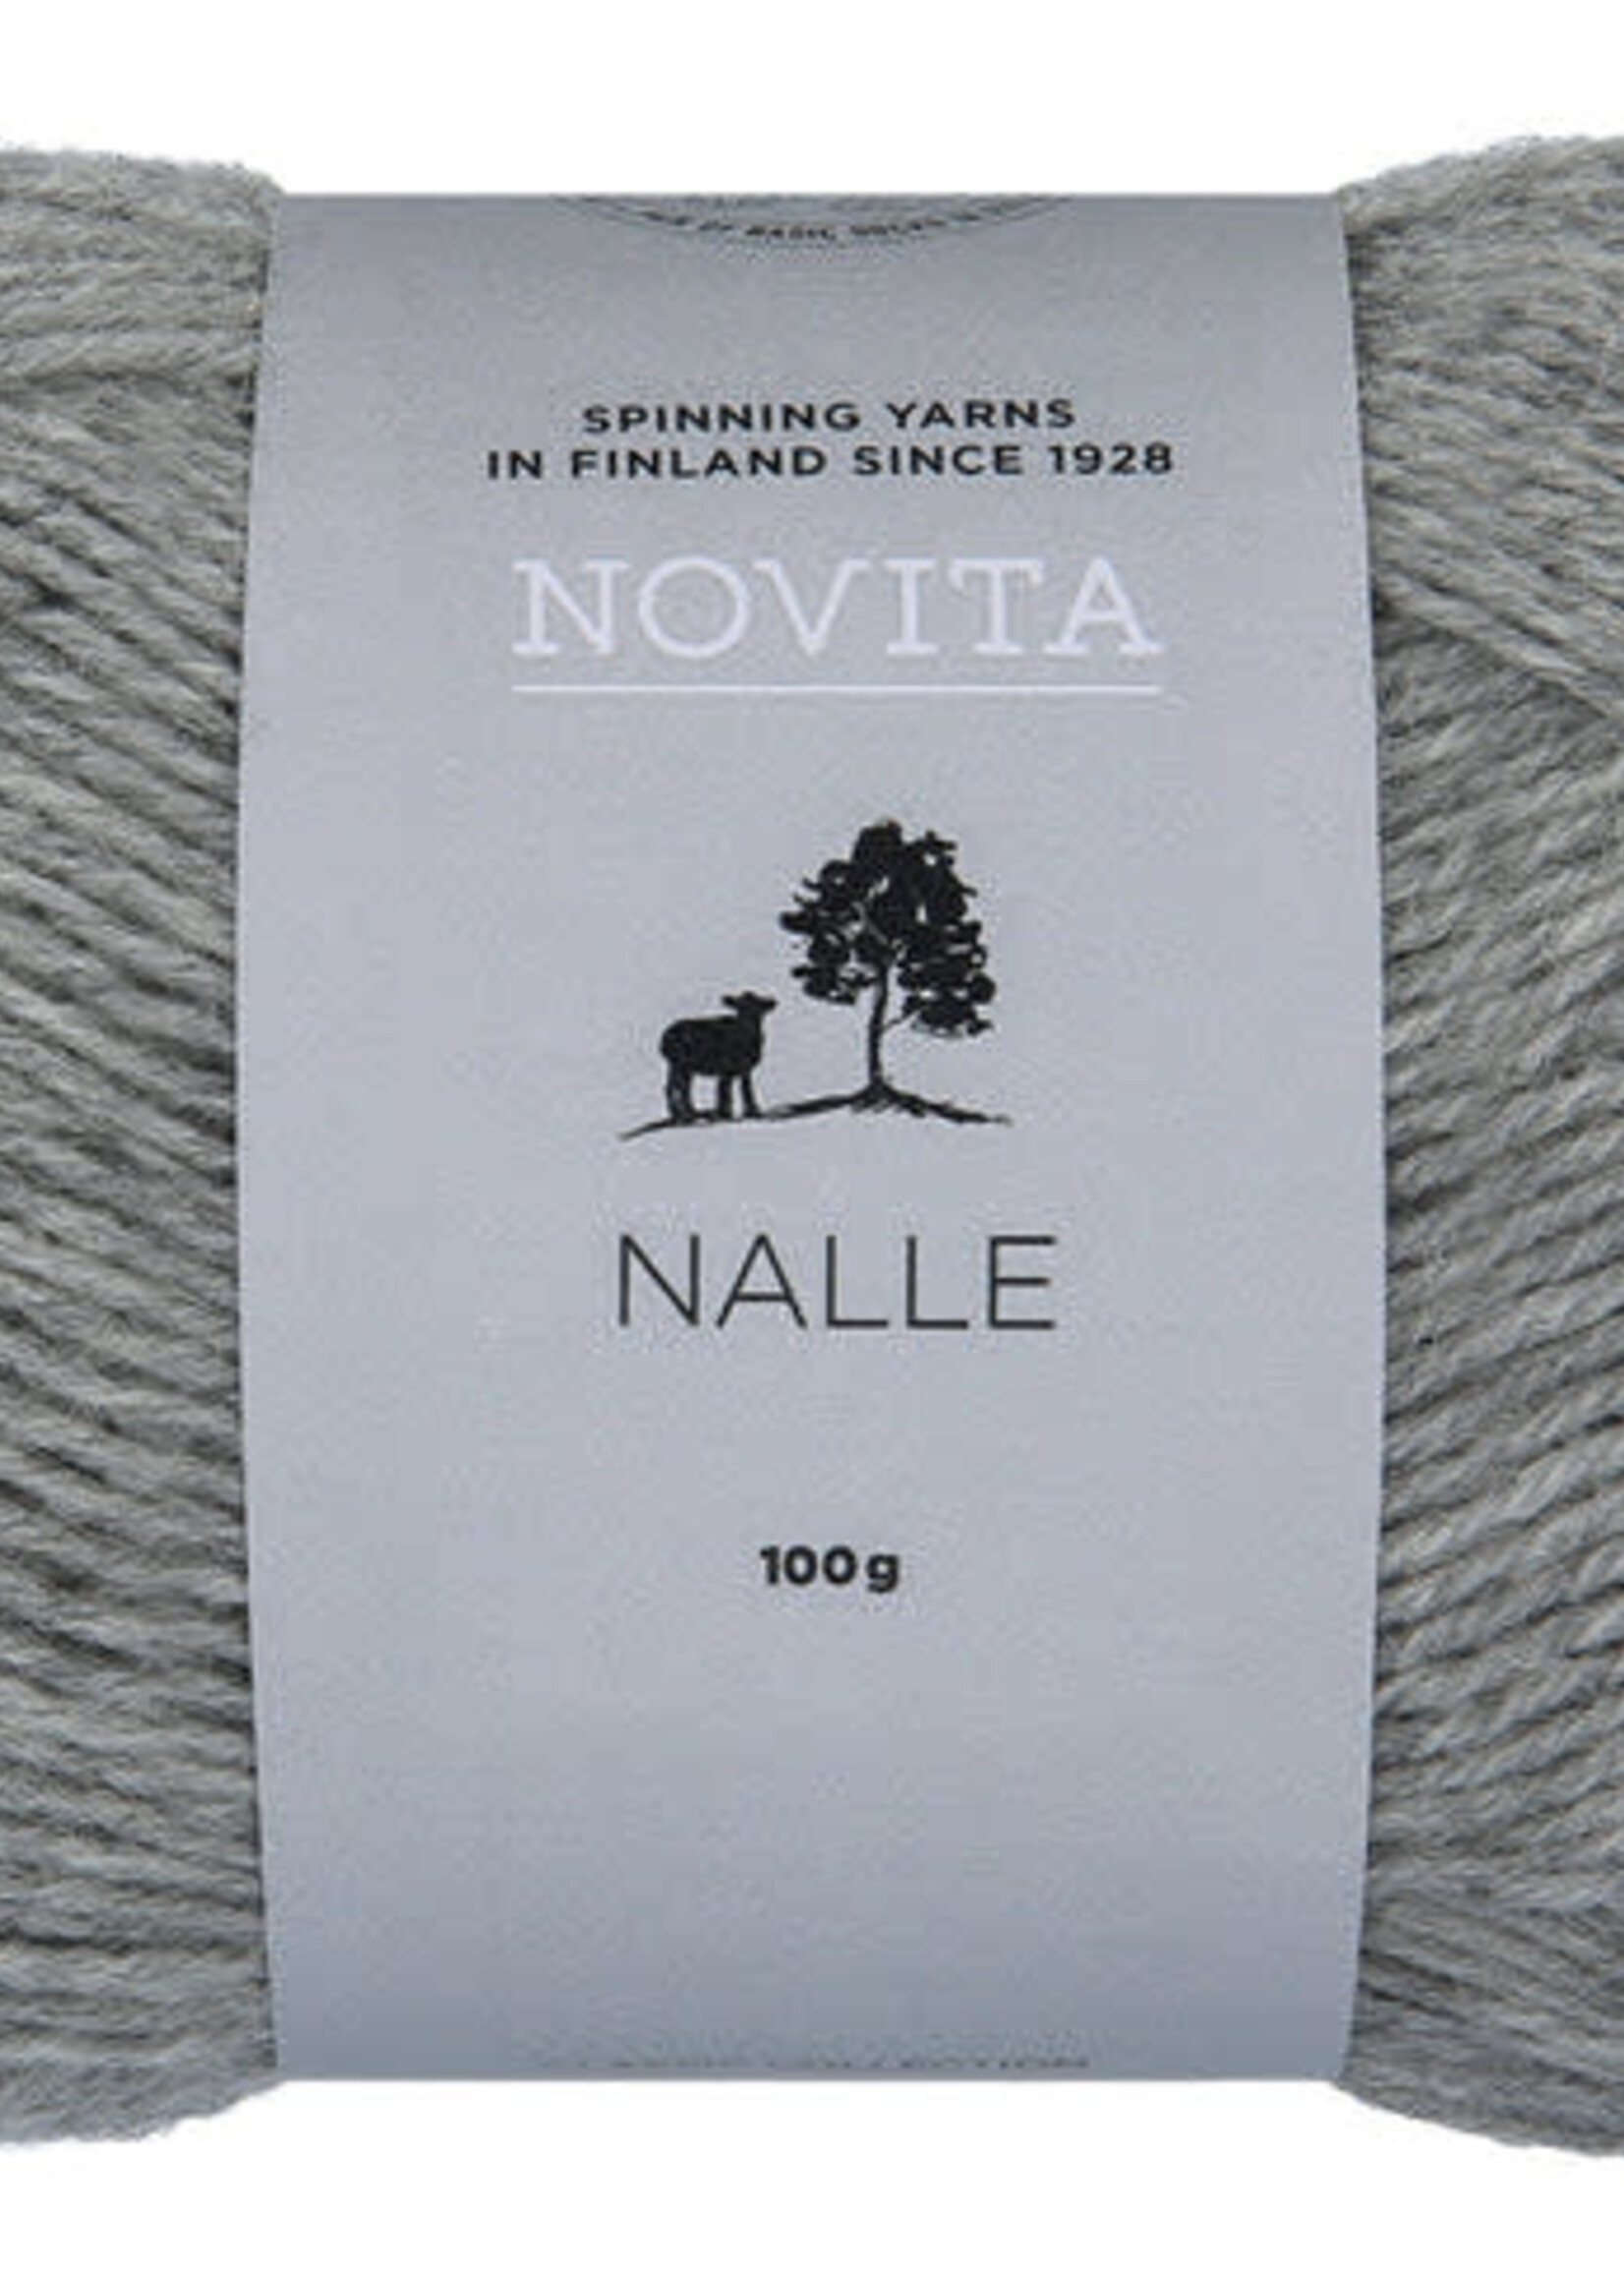 SPINNING YARNS
IN FINLAND SINCE 1928
NOVITA
NALLE
100g